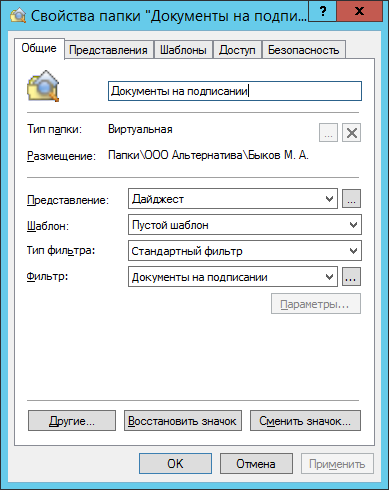 Свойства папки "Документы на подпи... ? ×
Общие Представления Шаблоны Доступ Безопасность
Документы на подписании
Тип папки: Виртуальная ...
Размещение: Папки\ООО Альтернатива\Быков М. А.
Представление: Дайджест ...
Шаблон: Пустой шаблон
Тип фильтра: Стандартный фильтр
Фильтр: Документы на подписании ...
Параметры...
Другие... Восстановить значок Сменить значок...
OK Отмена Применить